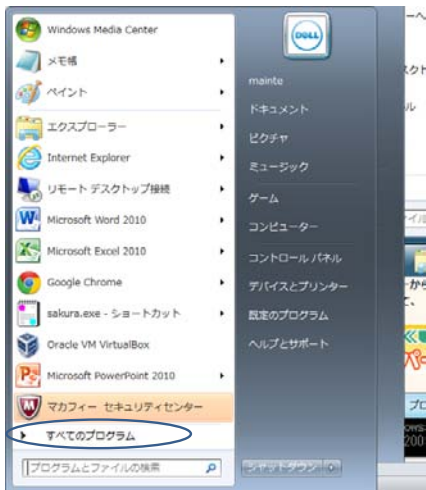 Windows Media Center
メモ帳
ペイント
エクスプローラー
Internet Explorer
リモート デスクトップ接続
Microsoft Word 2010
Microsoft Excel 2010
Google Chrome
sakura.exe - ショートカット
Oracle VM VirtualBox
Microsoft PowerPoint 2010
マカフィー セキュリティセンター
すべてのプログラム
プログラムとファイルの検索
DELL
mainte
ドキュメント
ピクチャ
ミュージック
ゲーム
コンピューター
コントロール パネル
デバイスとプリンター
既定のプログラム
ヘルプとサポート
シャットダウン